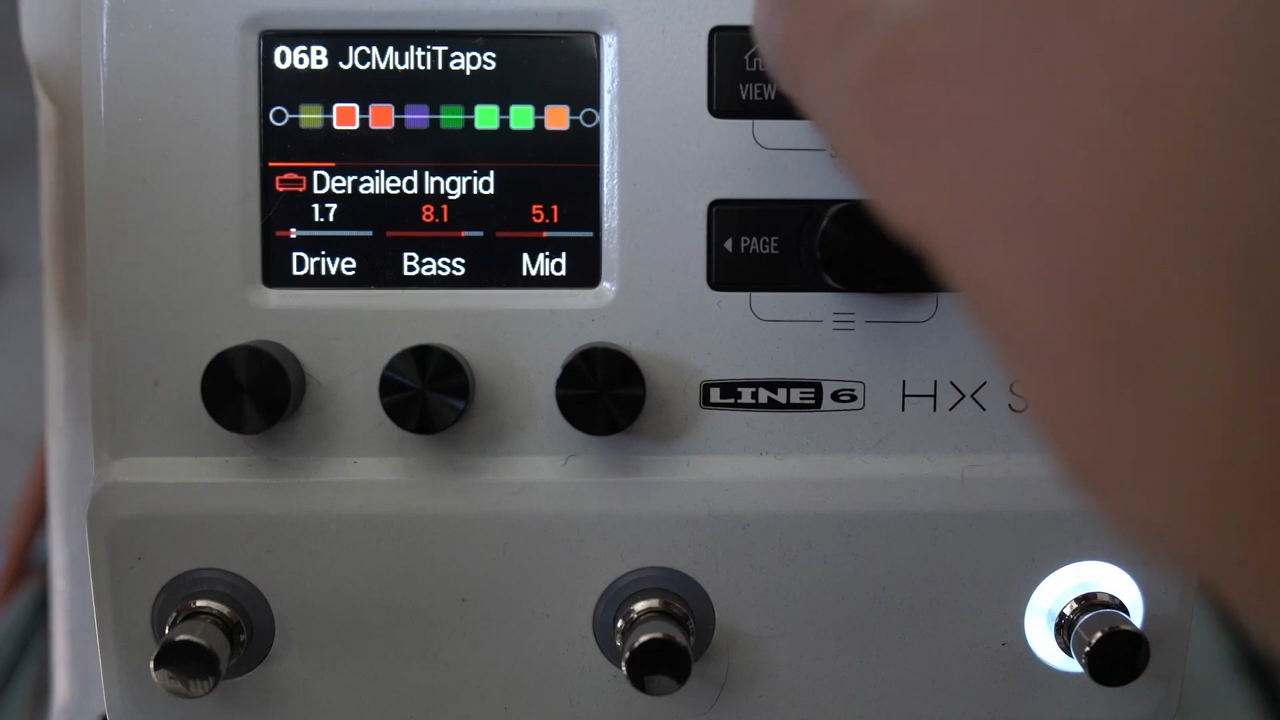 06B JCMultiTaps
Derailed Ingrid
1.7 8.1 5.1
Drive Bass Mid
VIEW
PAGE
LINE 6 HX S